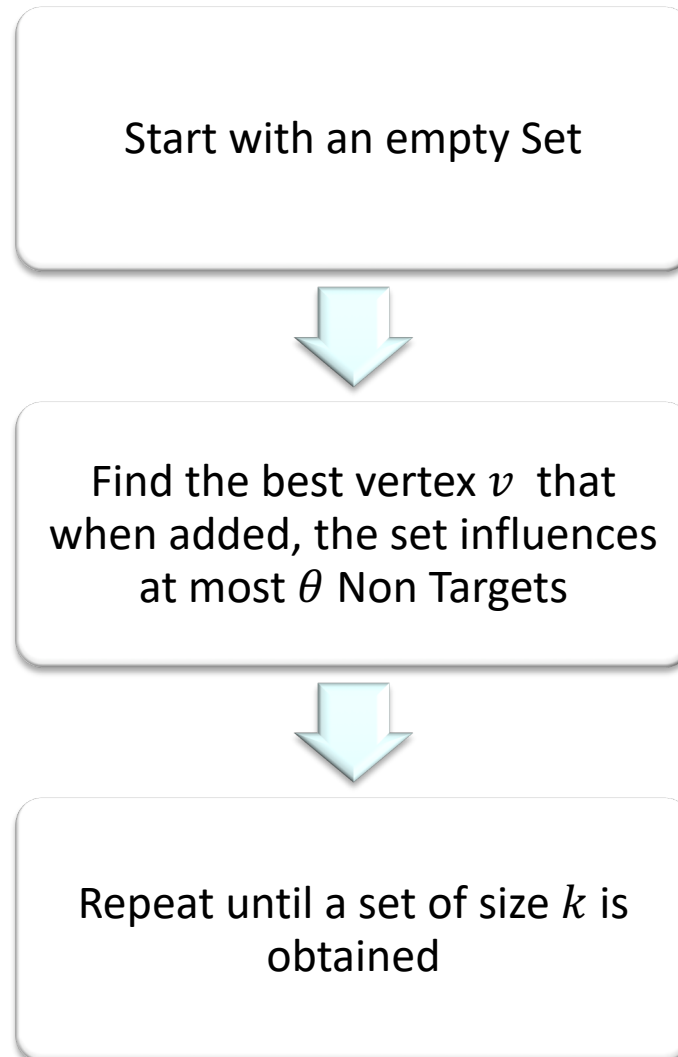 Start with an empty Set
Find the best vertex 𝑣 that
when added, the set influences
at most 𝜃 Non Targets
Repeat until a set of size 𝑘 is
obtained